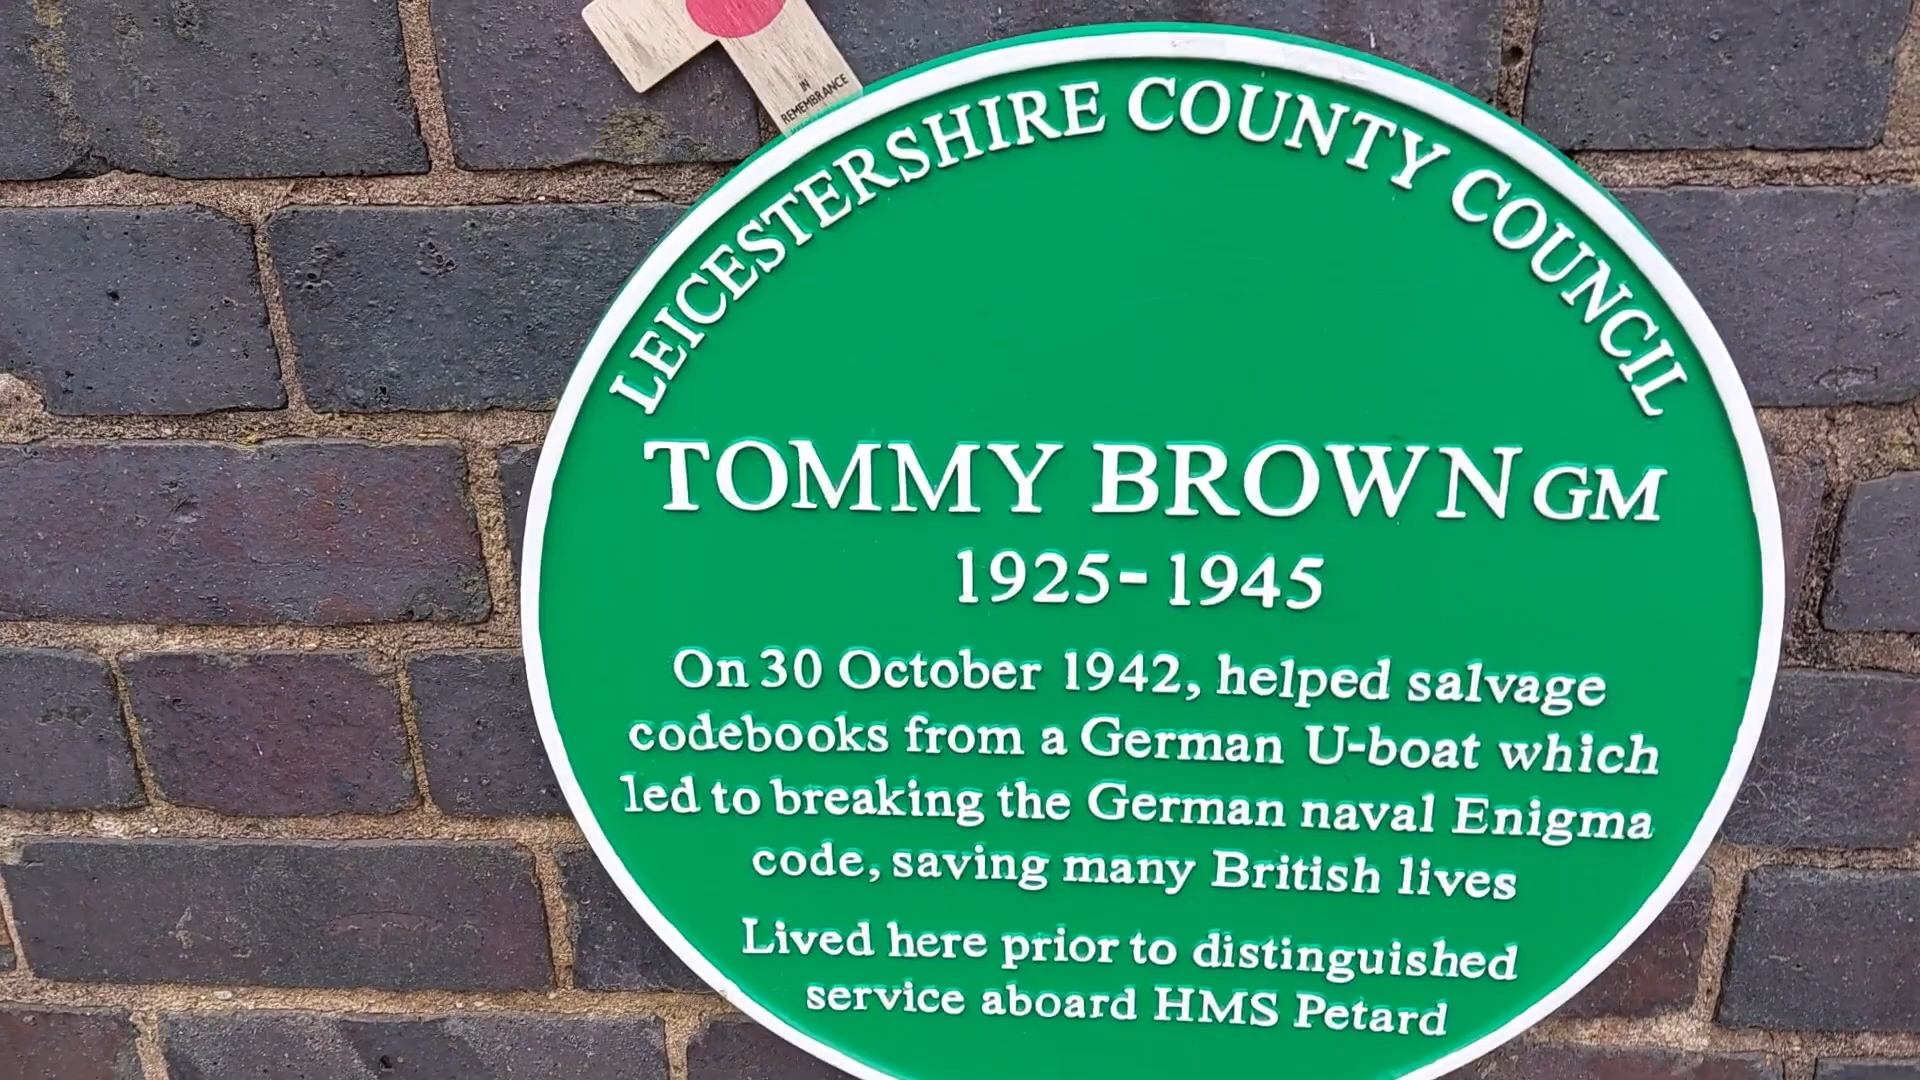 IN
REMEMBRANCE
LEICESTERSHIRE COUNTY COUNCIL
TOMMY BROWN GM
1925-1945
On 30 October 1942, helped salvage
codebooks from a German U-boat which
led to breaking the German naval Enigma
code, saving many British lives
Lived here prior to distinguished
service aboard HMS Petard